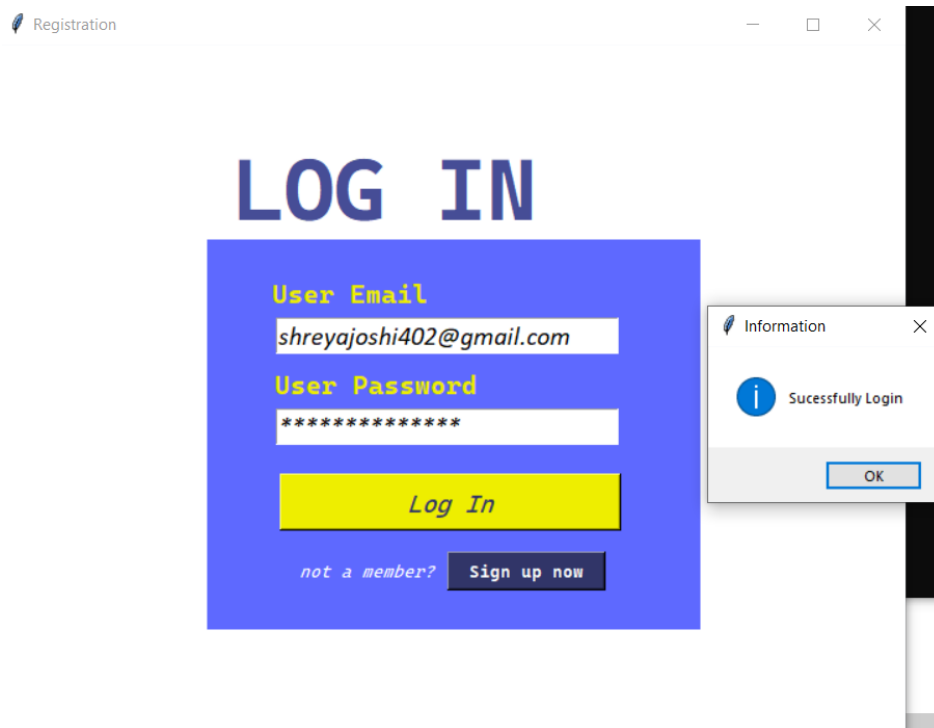 Registration
LOG IN
User Email
shreyajoshi402@gmail.com
User Password
**************
Log In
not a member? Sign up now
Information
Sucessfully Login
OK